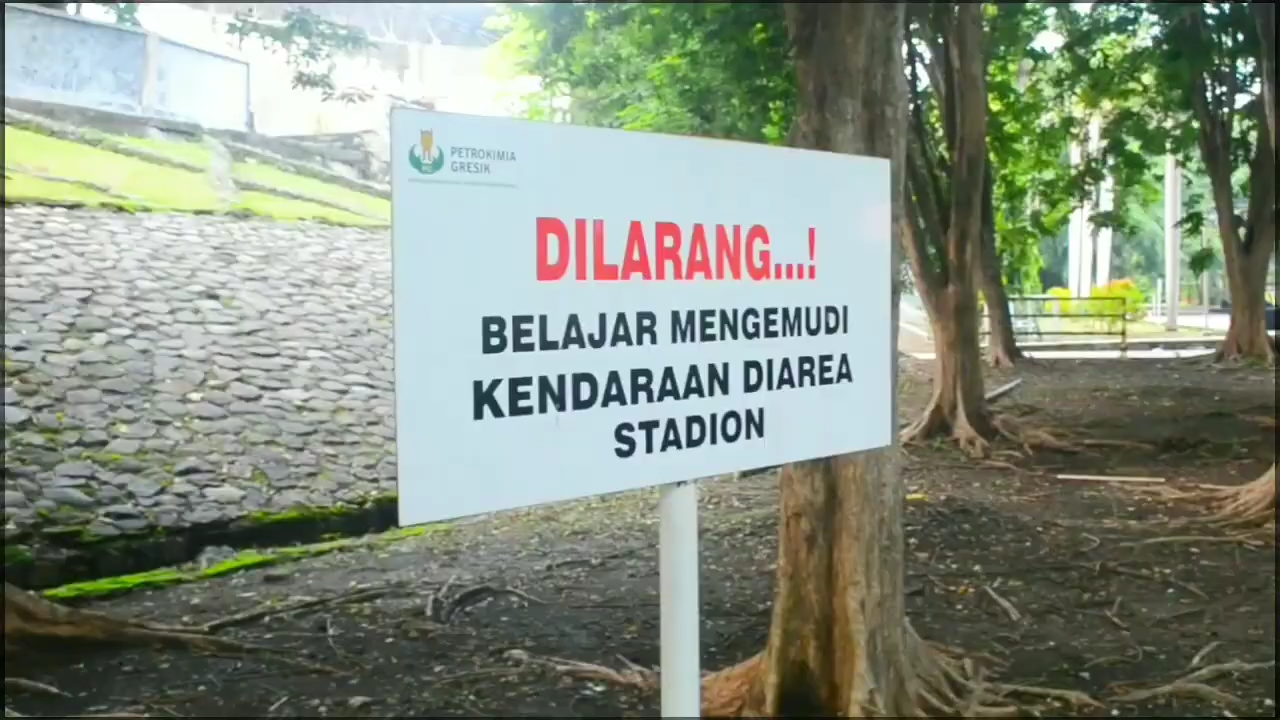 PETROKIMIA
GRESIK
DILARANG...!
BELAJAR MENGEMUDI
KENDARAAN DIAREA
STADION